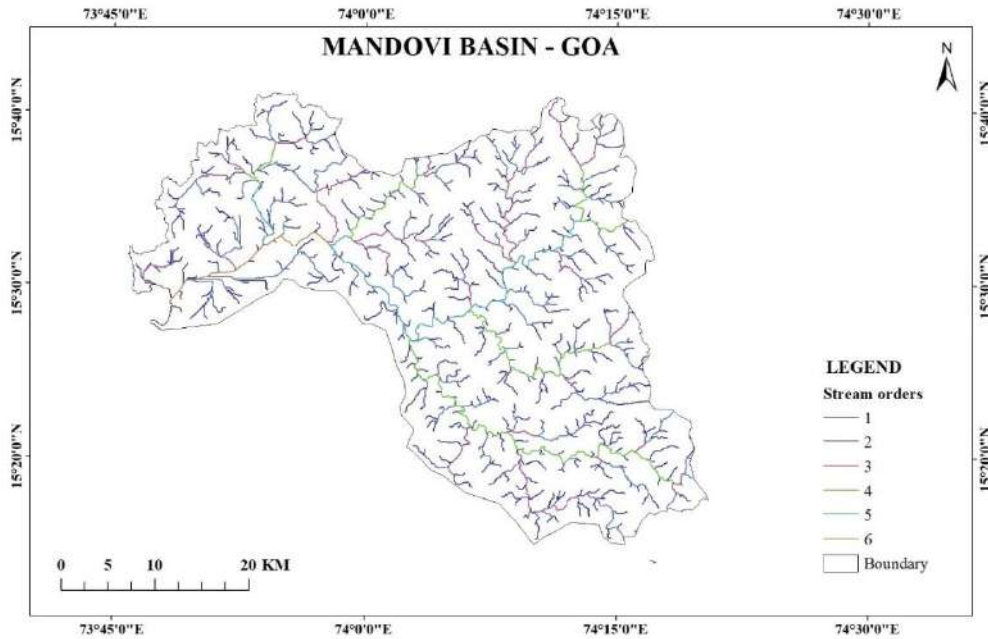 73°45'0"E 74°0'0"E 74°15'0"E 74°30'0"E
MANDOVI BASIN - GOA
N
15°40'0"N 15°40'0"N
15°30'0"N 15°30'0"N
15°20'0"N 15°20'0"N
LEGEND
Stream orders
1
2
3
4
5
6
Boundary
0 5 10 20 KM
73°45'0"E 74°0'0"E 74°15'0"E 74°30'0"E